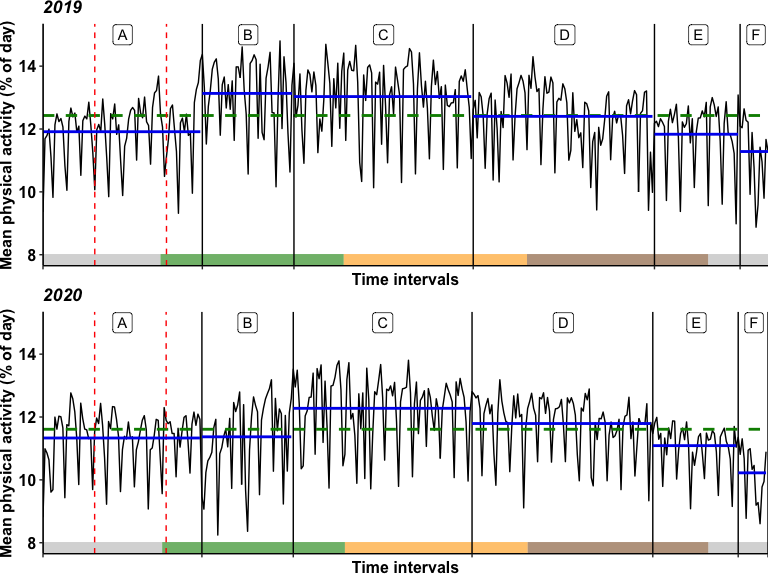 2019
Mean physical activity (% of day)
A B C D E F
14
12
10
8
Time intervals
2020
Mean physical activity (% of day)
A B C D E F
14
12
10
8
Time intervals